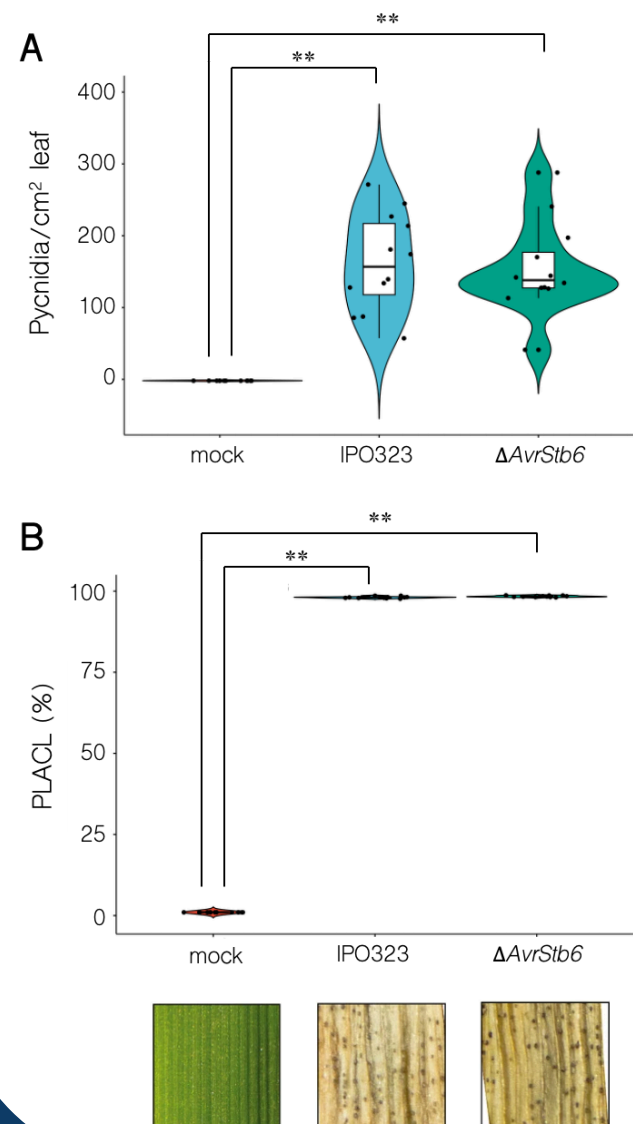 A
**
**
Pycnidia/cm² leaf
400
300
200
100
0
mock
IPO323
ΔAvrStb6
B
**
**
PLACL (%)
100
75
50
25
0
mock
IPO323
ΔAvrStb6